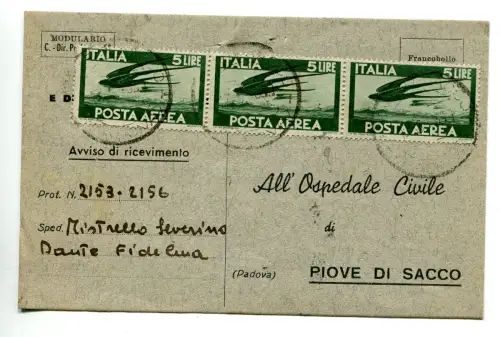 MODULARIO
C. - Dir. Pr
Francobollo
ITALIA 5 LIRE
POSTA AEREA
ITALIA 5 LIRE
POSTA AEREA
ITALIA 5 LIRE
POSTA AEREA
E D
Avviso di ricevimento
Prot. N. 2153-2156
Sped. Mistrello Severino
Dante Fidelma
All'Ospedale Civile
di
(Padova) PIOVE DI SACCO